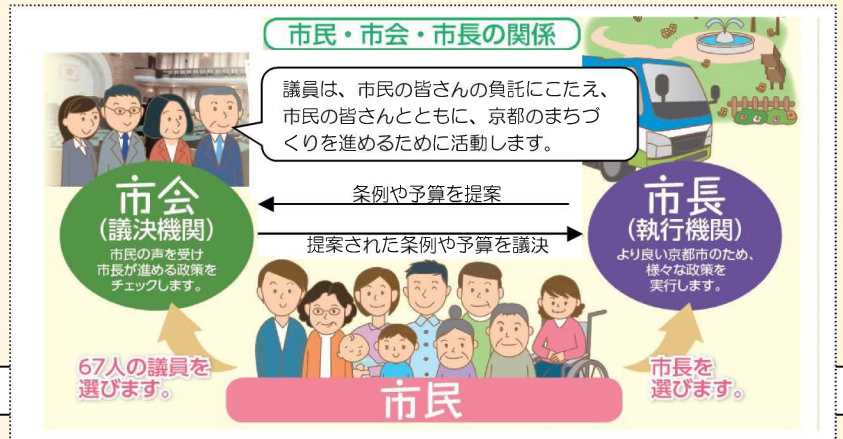 市民・市会・市長の関係
議員は、市民の皆さんの負託にこたえ、
市民の皆さんとともに、京都のまちづ
くりを進めるために活動します。
市会
(議決機関)
市民の声を受け
市長が進める政策を
チェックします。
条例や予算を提案
提案された条例や予算を議決
市長
(執行機関)
より良い京都市のため、
様々な政策を
実行します。
67人の議員を
選びます。
市長を
選びます。
市民